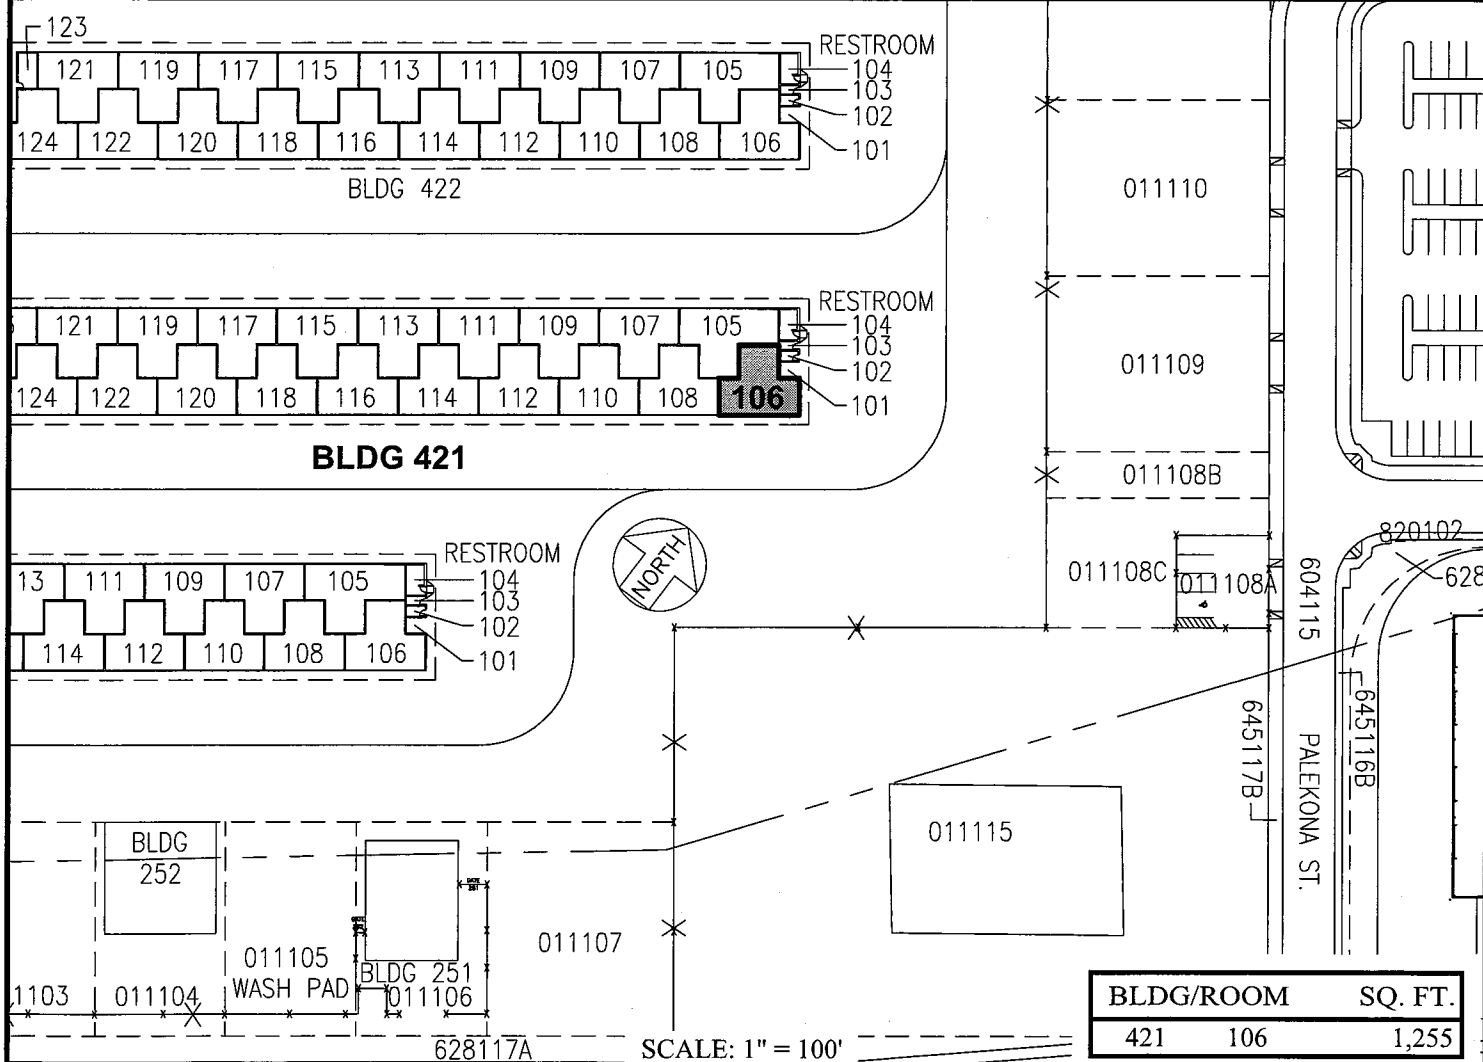 123
RESTROOM
121 119 117 115 113 111 109 107 105
104
103
102
124 122 120 118 116 114 112 110 108 106
101
BLDG 422
011110
RESTROOM
121 119 117 115 113 111 109 107 105
104
103
102
124 122 120 118 116 114 112 110 108 106
101
011109
BLDG 421
011108B
820102
NORTH
RESTROOM
13 111 109 107 105
104
103
102
114 112 110 108 106
101
011108C
011108A
628
604115
PALEKONA ST.
645117B
645116B
BLDG
252
011115
011107
011105
WASH PAD
BLDG 251
1103
011104
011106
628117A
SCALE: 1" = 100'
BLDG/ROOM SQ. FT.
421 106 1,255